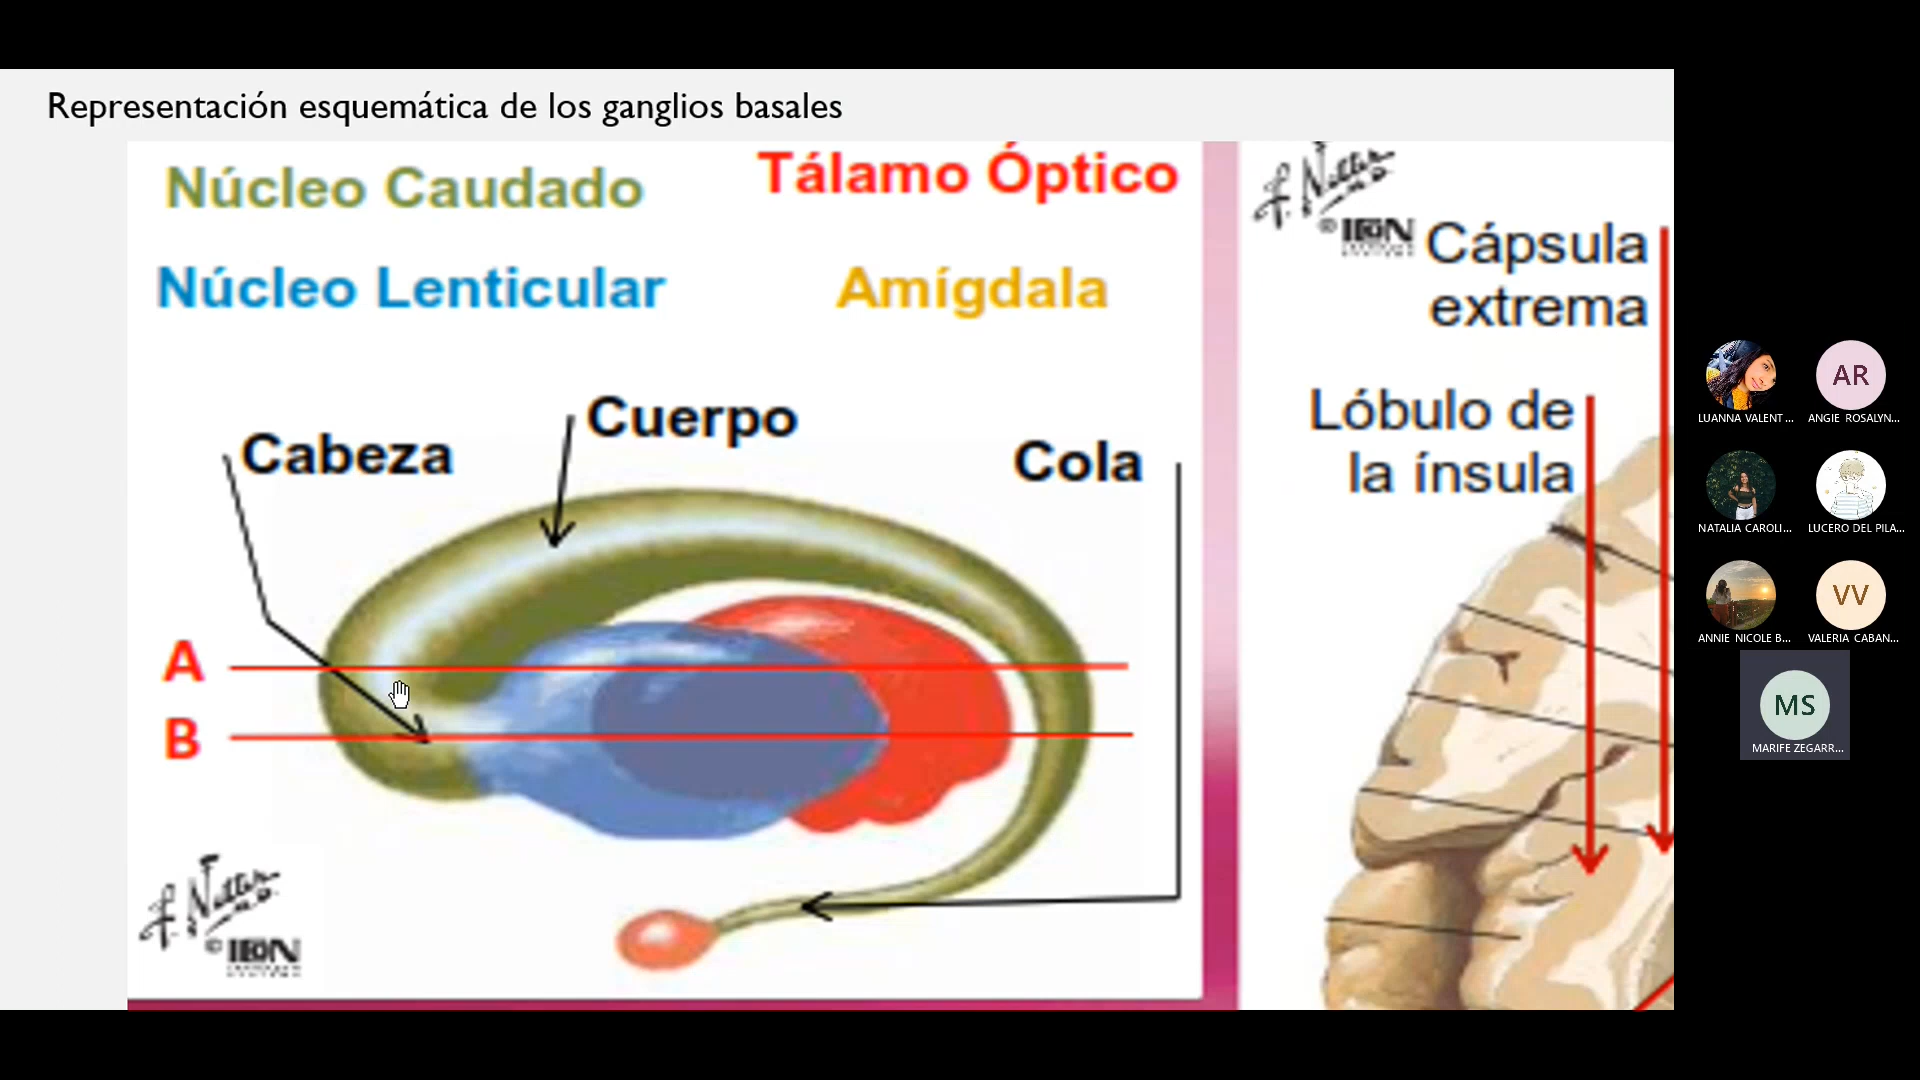 Representación esquemática de los ganglios basales
Núcleo Caudado
Tálamo Óptico
Núcleo Lenticular
Amígdala
Cabeza
Cuerpo
Cola
A
B
F. Netter
©
F. Netter
©
Cápsula
extrema
Lóbulo de
la ínsula
LUANNA VALENT...
AR
ANGIE ROSALYN...
NATALIA CAROLI...
LUCERO DEL PILA...
ANNIE NICOLE B...
VV
VALERIA CABAN...
MS
MARIFE ZEGARR...